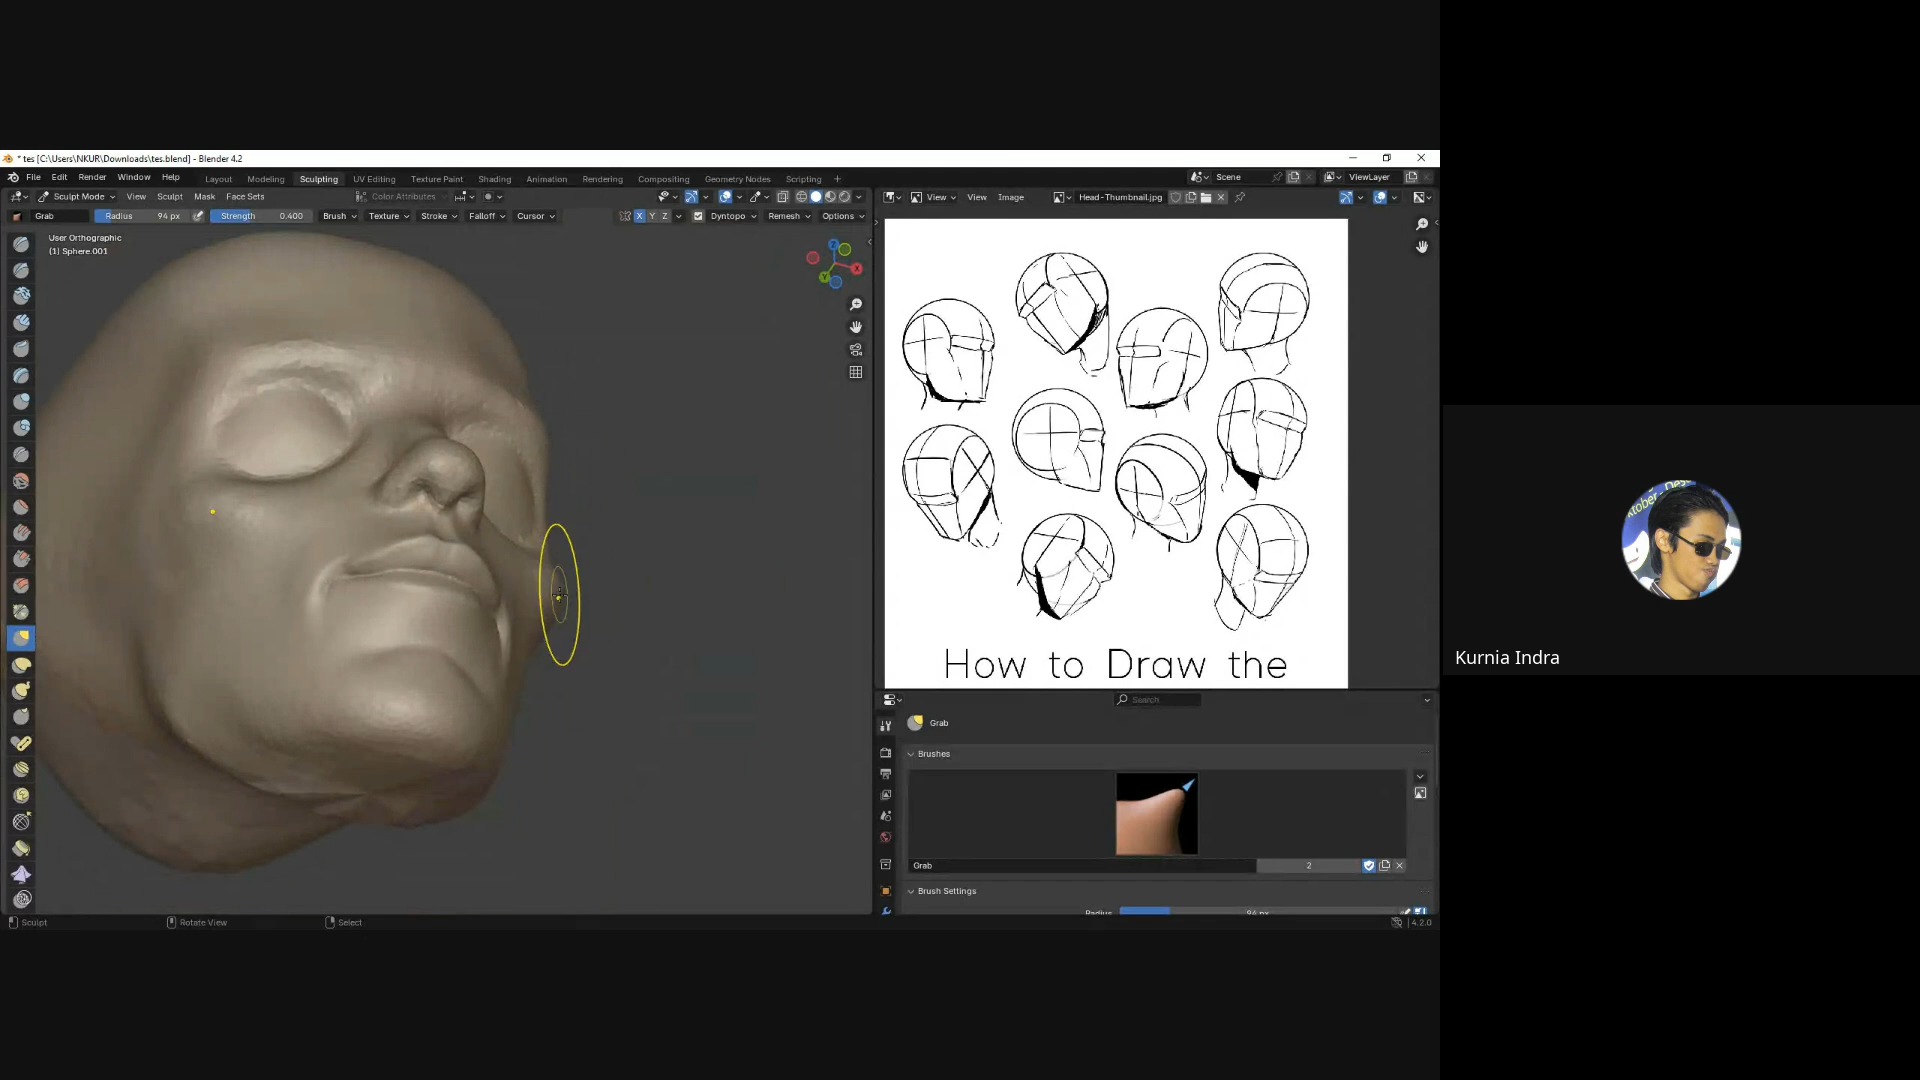 * tes [C:\Users\NKUR\Downloads\tes.blend] - Blender 4.2
File Edit Render Window Help Layout Modeling Sculpting UV Editing Texture Paint Shading Animation Rendering Compositing Geometry Nodes Scripting + Scene ViewLayer
Sculpt Mode View Sculpt Mask Face Sets Color Attributes View View Image Head-Thumbnail.jpg
Grab Radius 94 px Strength 0.400 Brush Texture Stroke Falloff Cursor X Y Z Dyntopo Remesh Options
User Orthographic
(1) Sphere.001
Z
X
Y
How to Draw the
Search
Grab
Brushes
Grab 2
Brush Settings
Radius 94 px
Sculpt Rotate View Select 4.2.0
Kurnia Indra